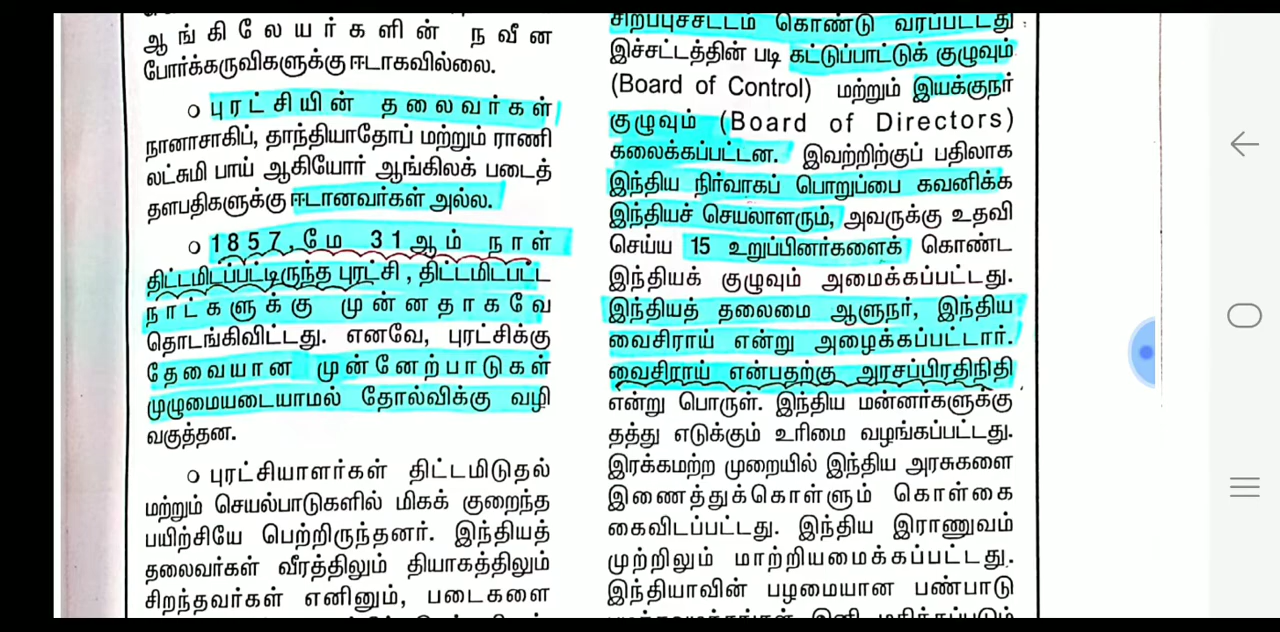 ஆங்கிலேயர்களின் நவீன
போர்க்கருவிகளுக்கு ஈடாகவில்லை.
o புரட்சியின் தலைவர்கள்
நானாசாகிப், தாந்தியாதோப் மற்றும் ராணி
லட்சுமி பாய் ஆகியோர் ஆங்கிலக் படைத்
தளபதிகளுக்கு ஈடானவர்கள் அல்ல.
o 1857, மே 31ஆம் நாள்
திட்டமிடப்பட்டிருந்த புரட்சி, திட்டமிடபட்ட
நாட்களுக்கு முன்னதாகவே
தொடங்கிவிட்டது. எனவே, புரட்சிக்கு
தேவையான முன்னேற்பாடுகள்
முழுமையடையாமல் தோல்விக்கு வழி
வகுத்தன.
o புரட்சியாளர்கள் திட்டமிடுதல்
மற்றும் செயல்பாடுகளில் மிகக் குறைந்த
பயிற்சியே பெற்றிருந்தனர். இந்தியத்
தலைவர்கள் வீரத்திலும் தியாகத்திலும்
சிறந்தவர்கள் எனினும், படைகளை
சிறப்புச்சட்டம் கொண்டு வரப்பட்டது
இச்சட்டத்தின் படி கட்டுப்பாட்டுக் குழுவும்
(Board of Control) மற்றும் இயக்குநர்
குழுவும் (Board of Directors)
கலைக்கப்பட்டன. இவற்றிற்குப் பதிலாக
இந்திய நிர்வாகப் பொறுப்பை கவனிக்க
இந்தியச் செயலாளரும், அவருக்கு உதவி
செய்ய 15 உறுப்பினர்களைக் கொண்ட
இந்தியக் குழுவும் அமைக்கப்பட்டது.
இந்தியத் தலைமை ஆளுநர், இந்திய
வைசிராய் என்று அழைக்கப்பட்டார்.
வைசிராய் என்பதற்கு அரசப்பிரதிநிதி
என்று பொருள். இந்திய மன்னர்களுக்கு
தத்து எடுக்கும் உரிமை வழங்கப்பட்டது.
இரக்கமற்ற முறையில் இந்திய அரசுகளை
இணைத்துக்கொள்ளும் கொள்கை
கைவிடப்பட்டது. இந்திய இராணுவம்
முற்றிலும் மாற்றியமைக்கப்பட்டது.
இந்தியாவின் பழமையான பண்பாடு